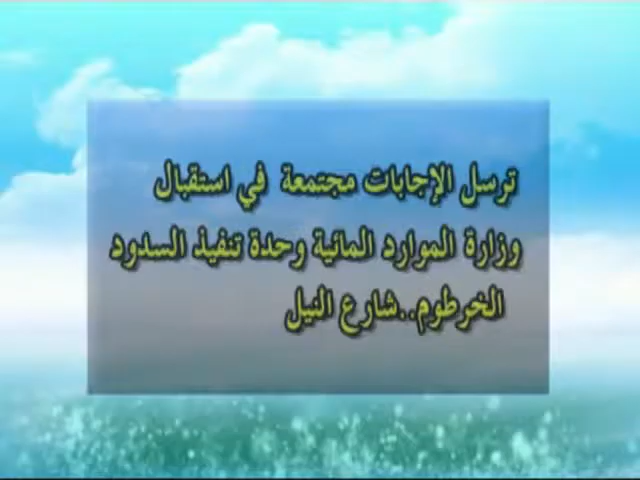 ترسل الإجابات مجتمعة في استقبال
وزارة الموارد المائية وحدة تنفيذ السدود
الخرطوم..شارع النيل